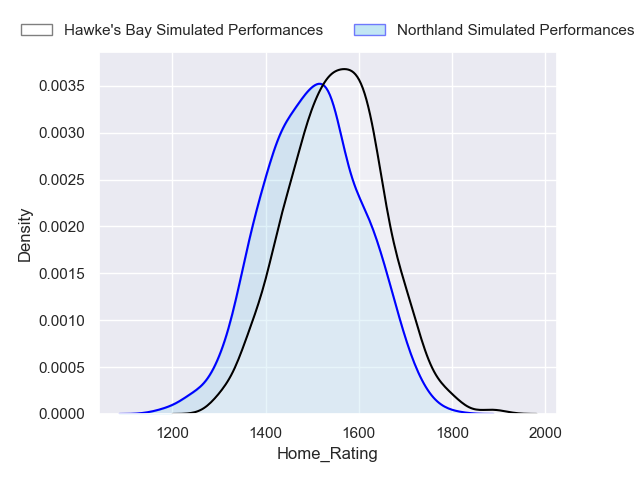 Hawke's Bay Simulated Performances Northland Simulated Performances
0.0035
0.0030
0.0025
0.0020
0.0015
0.0010
0.0005
0.0000
Density
1200 1400 1600 1800 2000
Home_Rating